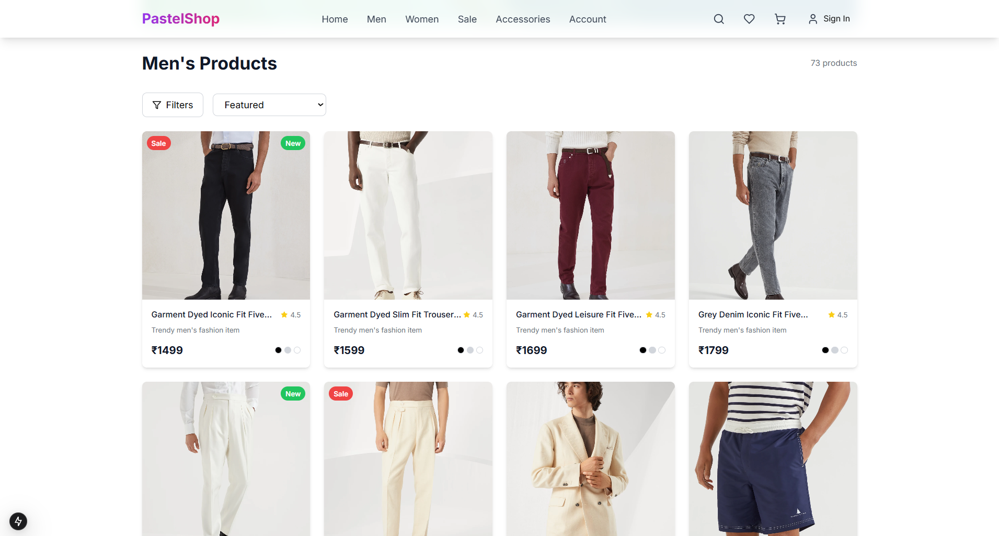 PastelShop
Home Men Women Sale Accessories Account
Sign In
Men's Products
73 products
Filters
Featured
Sale
New
Garment Dyed Iconic Fit Five... 4.5
Trendy men's fashion item
₹1499
Garment Dyed Slim Fit Trouser... 4.5
Trendy men's fashion item
₹1599
Garment Dyed Leisure Fit Five... 4.5
Trendy men's fashion item
₹1699
Grey Denim Iconic Fit Five... 4.5
Trendy men's fashion item
₹1799
New
Sale